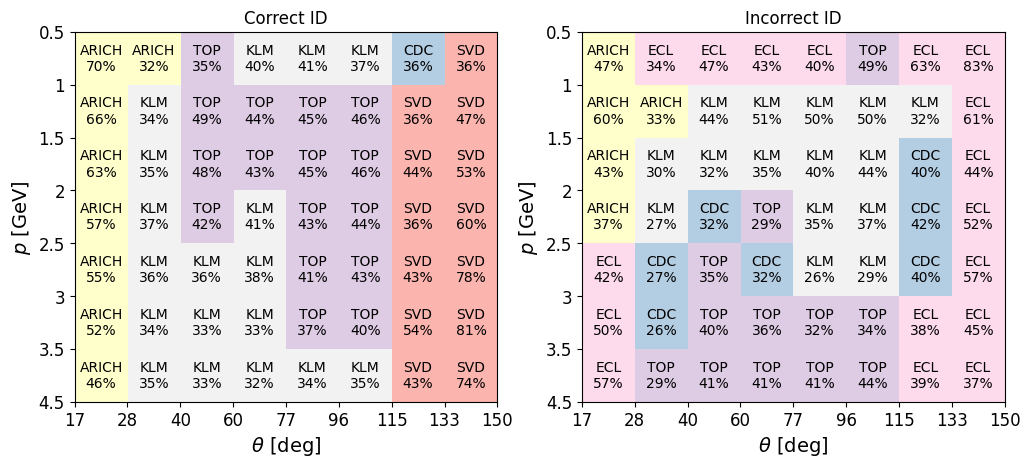 Correct ID
0.5
ARICH ARICH TOP KLM KLM KLM CDC SVD
70% 32% 35% 40% 41% 37% 36% 36%
1
ARICH KLM TOP TOP TOP TOP SVD SVD
66% 34% 49% 44% 45% 46% 36% 47%
1.5
ARICH KLM TOP TOP TOP TOP SVD SVD
63% 35% 48% 43% 45% 46% 44% 53%
2
ARICH KLM TOP KLM TOP TOP SVD SVD
57% 37% 42% 41% 43% 44% 36% 60%
2.5
ARICH KLM KLM KLM TOP TOP SVD SVD
55% 36% 36% 38% 41% 43% 43% 78%
3
ARICH KLM KLM KLM TOP TOP SVD SVD
52% 34% 33% 33% 37% 40% 54% 81%
3.5
ARICH KLM KLM KLM KLM KLM SVD SVD
46% 35% 33% 32% 34% 35% 43% 74%
4.5
17 28 40 60 77 96 115 133 150
p [GeV]
θ [deg]
Incorrect ID
0.5
ARICH ECL ECL ECL ECL TOP ECL ECL
47% 34% 47% 43% 40% 49% 63% 83%
1
ARICH ARICH KLM KLM KLM KLM KLM ECL
60% 33% 44% 51% 50% 50% 32% 61%
1.5
ARICH KLM KLM KLM KLM KLM CDC ECL
43% 30% 32% 35% 40% 44% 40% 44%
2
ARICH KLM CDC TOP KLM KLM CDC ECL
37% 27% 32% 29% 35% 37% 42% 52%
2.5
ECL CDC TOP CDC KLM KLM CDC ECL
42% 27% 35% 32% 26% 29% 40% 57%
3
ECL CDC TOP TOP TOP TOP ECL ECL
50% 26% 40% 36% 32% 34% 38% 45%
3.5
ECL TOP TOP TOP TOP TOP ECL ECL
57% 29% 41% 41% 41% 44% 39% 37%
4.5
17 28 40 60 77 96 115 133 150
p [GeV]
θ [deg]